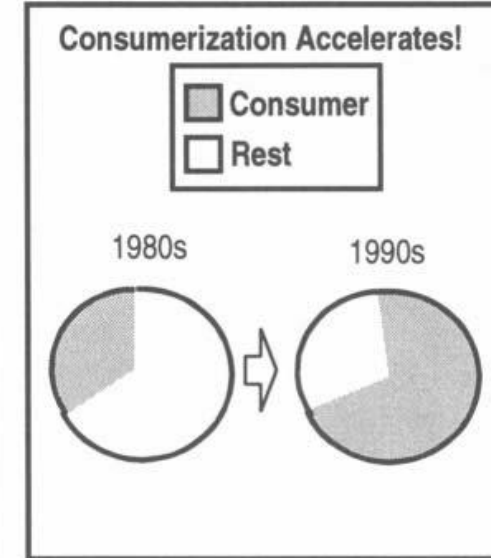 Consumerization Accelerates!
Consumer
Rest
1980s
1990s